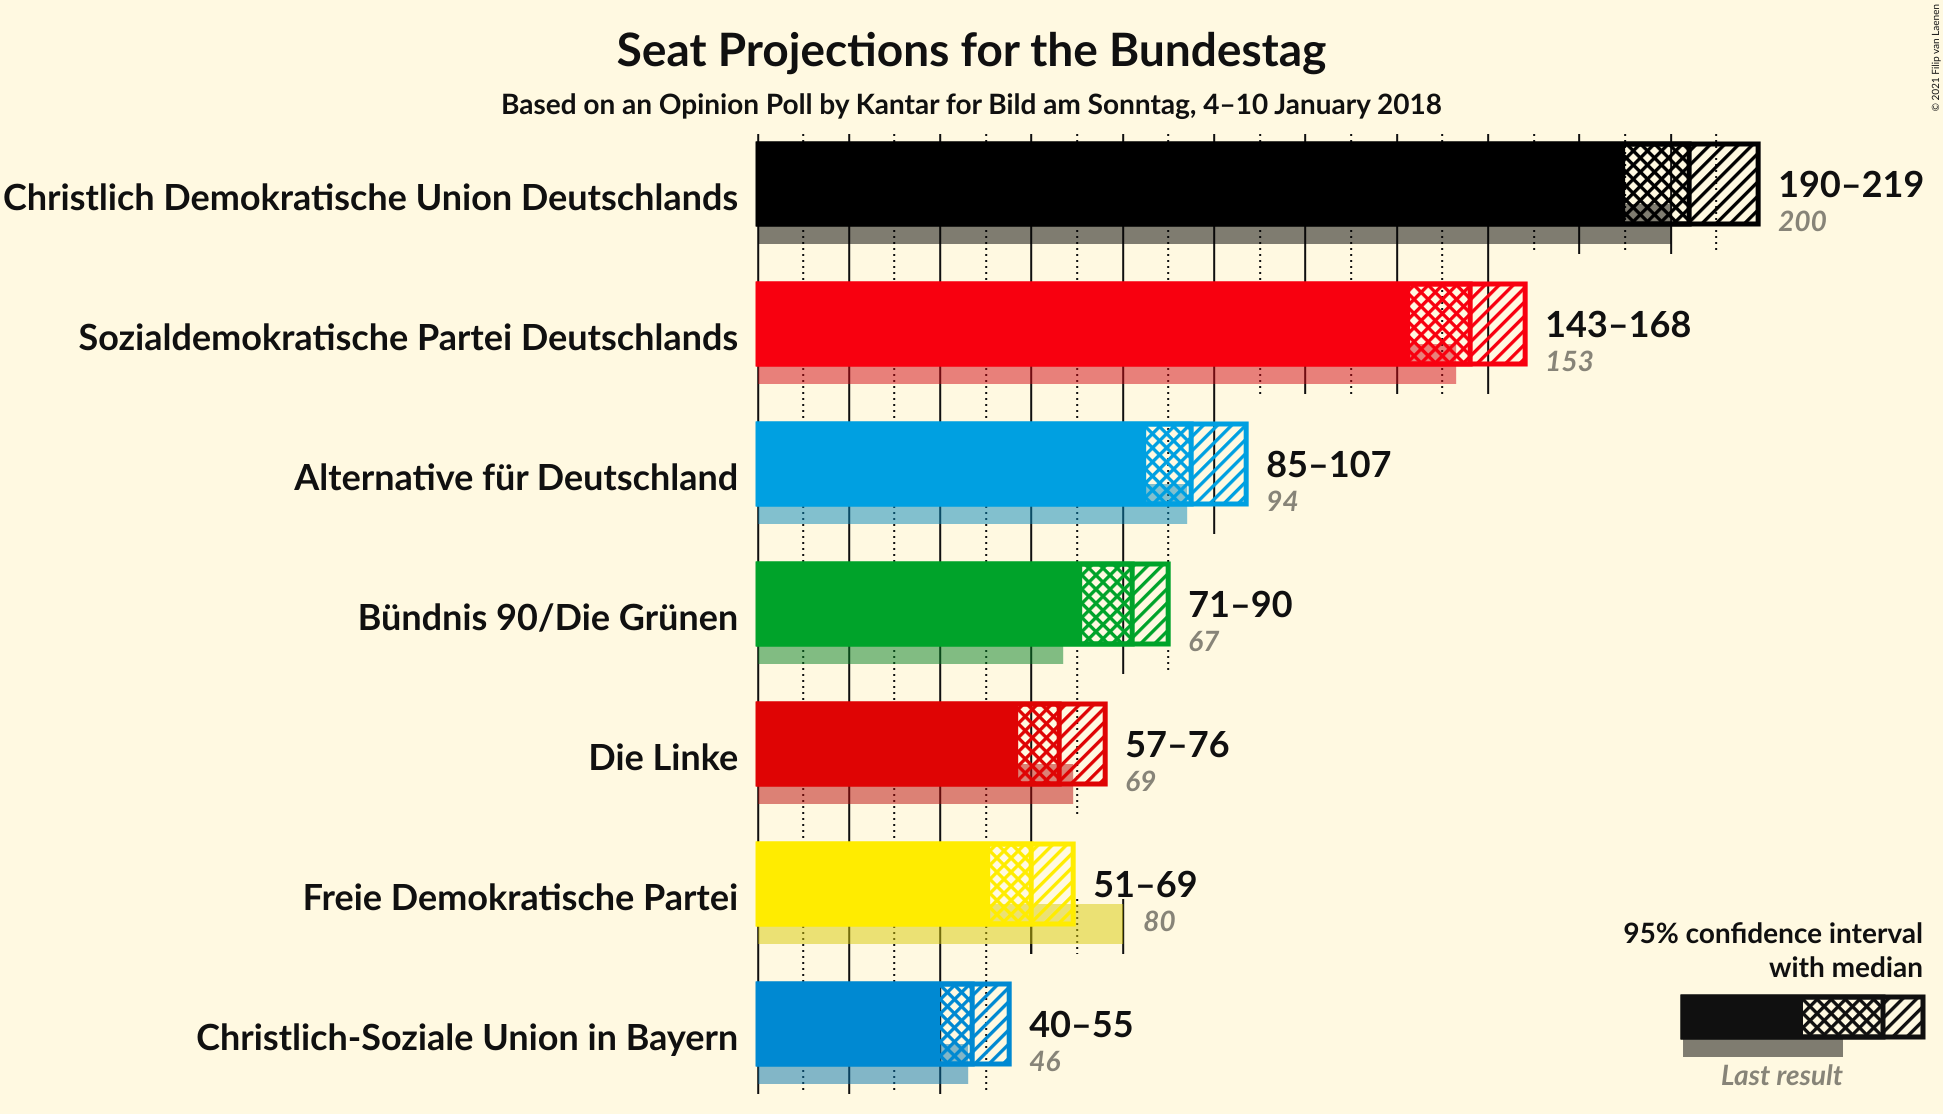 Seat Projections for the Bundestag
Based on an Opinion Poll by Kantar for Bild am Sonntag, 4–10 January 2018
© 2021 Filip van Laenen
Christlich Demokratische Union Deutschlands
190–219
200
Sozialdemokratische Partei Deutschlands
143–168
153
Alternative für Deutschland
85–107
94
Bündnis 90/Die Grünen
71–90
67
Die Linke
57–76
69
Freie Demokratische Partei
51–69
80
Christlich-Soziale Union in Bayern
40–55
46
95% confidence interval
with median
Last result